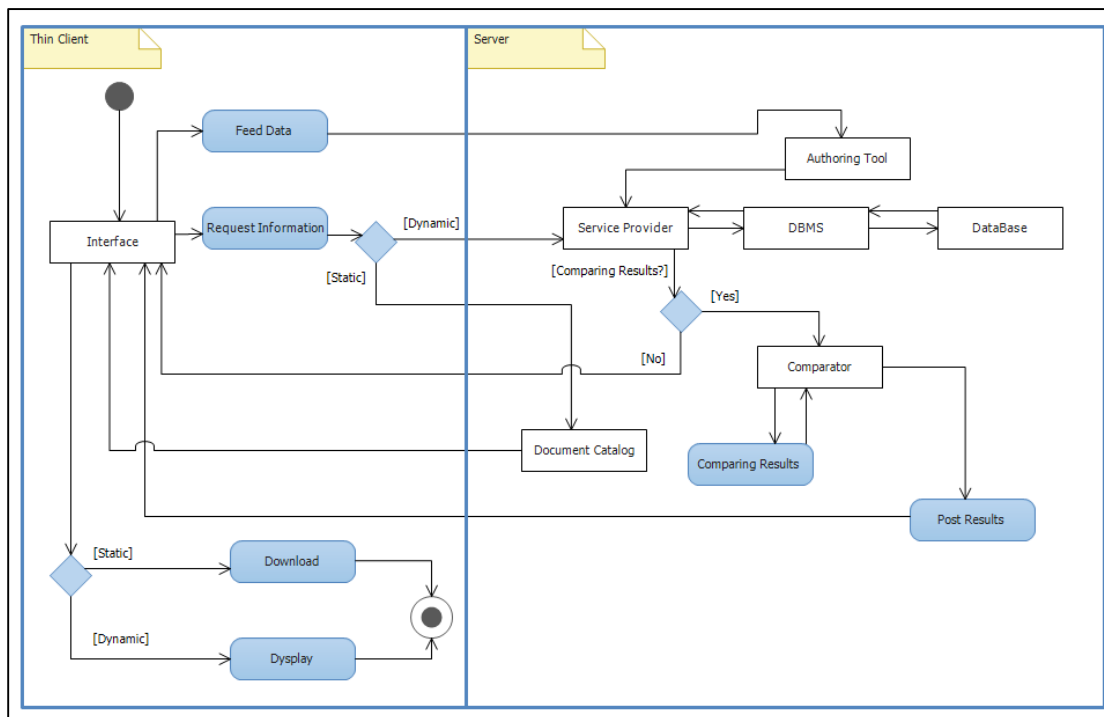 Thin Client
Server
Feed Data
Authoring Tool
Interface
Request Information
[Dynamic]
Service Provider
DBMS
DataBase
[Static]
[Comparing Results?]
[Yes]
[No]
Comparator
Document Catalog
Comparing Results
Post Results
[Static]
Download
[Dynamic]
Dysplay